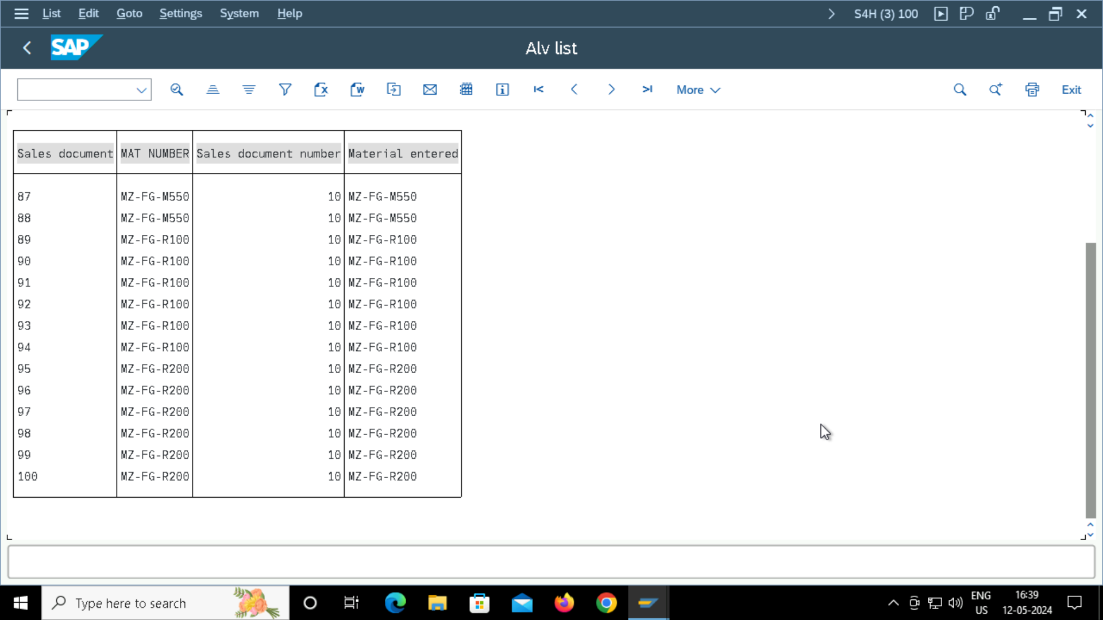 List Edit Goto Settings System Help S4H (3) 100
SAP Alv list
More Exit
Sales document MAT NUMBER Sales document number Material entered
87 MZ-FG-M550 10 MZ-FG-M550
88 MZ-FG-M550 10 MZ-FG-M550
89 MZ-FG-R100 10 MZ-FG-R100
90 MZ-FG-R100 10 MZ-FG-R100
91 MZ-FG-R100 10 MZ-FG-R100
92 MZ-FG-R100 10 MZ-FG-R100
93 MZ-FG-R100 10 MZ-FG-R100
94 MZ-FG-R100 10 MZ-FG-R100
95 MZ-FG-R200 10 MZ-FG-R200
96 MZ-FG-R200 10 MZ-FG-R200
97 MZ-FG-R200 10 MZ-FG-R200
98 MZ-FG-R200 10 MZ-FG-R200
99 MZ-FG-R200 10 MZ-FG-R200
100 MZ-FG-R200 10 MZ-FG-R200
Type here to search
ENG 16:39
US 12-05-2024